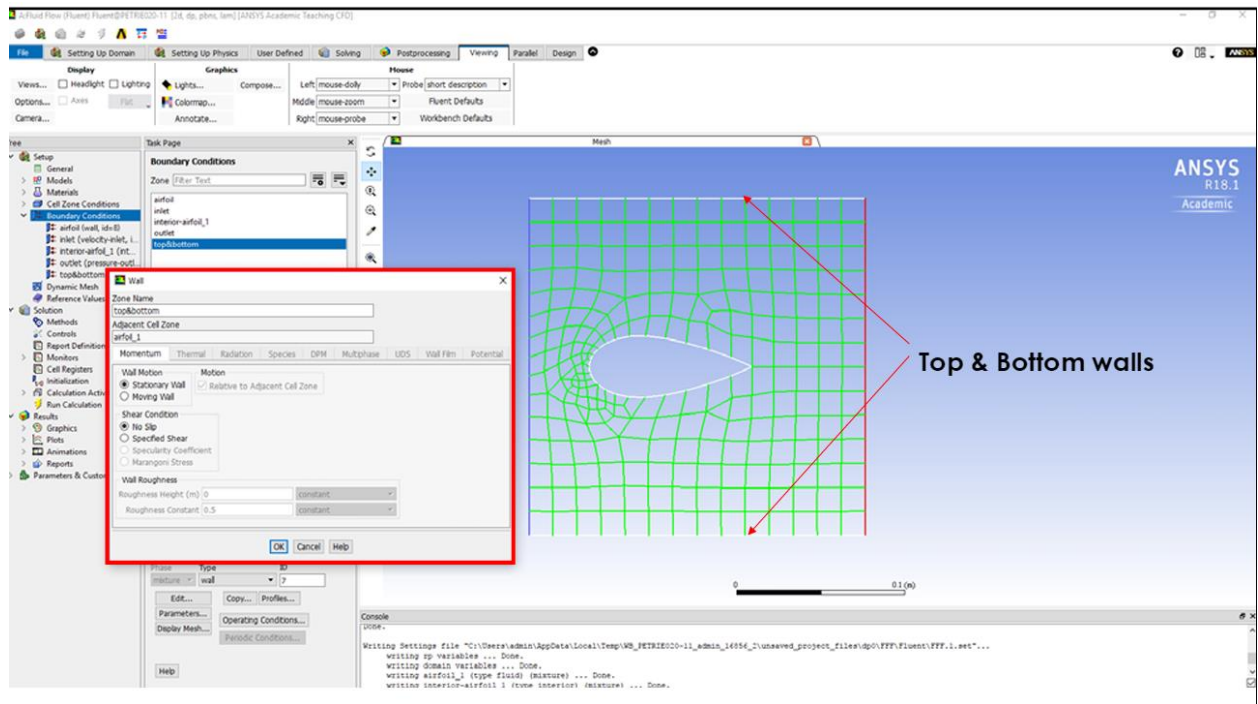 A:Fluid Flow (Fluent) Fluent@PETRIE020-11 [2d, dp, pbns, lam] [ANSYS Academic Teaching CFD]
File Setting Up Domain Setting Up Physics User Defined Solving Postprocessing Viewing Parallel Design ANSYS
Display Graphics Mouse
Views... Headlight Lighting Lights... Compose... Left mouse-dolly Probe short description
Options... Axes Flat Colormap... Middle mouse-zoom Fluent Defaults
Camera... Annotate... Right mouse-probe Workbench Defaults
ree Task Page Mesh
Setup
General
Models
Materials
Cell Zone Conditions
Boundary Conditions
airfoil (wall, id=8)
inlet (velocity-inlet, i...
interior-airfoil_1 (int...
outlet (pressure-outl...
top&bottom
Dynamic Mesh
Reference Values
Solution
Methods
Controls
Report Definition
Monitors
Cell Registers
Initialization
Calculation Activ
Run Calculation
Results
Graphics
Plots
Animations
Reports
Parameters & Custor
Boundary Conditions
Zone Filter Text
airfoil
inlet
interior-airfoil_1
outlet
top&bottom
Wall
Zone Name
top&bottom
Adjacent Cell Zone
airfoil_1
Momentum Thermal Radiation Species DPM Multiphase UDS Wall Film Potential
Wall Motion Motion
Stationary Wall Relative to Adjacent Cell Zone
Moving Wall
Shear Condition
No Slip
Specified Shear
Specularity Coefficient
Marangoni Stress
Wall Roughness
Roughness Height (m) 0 constant
Roughness Constant 0.5 constant
OK Cancel Help
Phase Type ID
mixture wall 7
Edit... Copy... Profiles...
Parameters... Operating Conditions...
Display Mesh... Periodic Conditions...
Help
ANSYS
R18.1
Academic
Top & Bottom walls
0 0.1 (m)
Console
Done.
Writing Settings file "C:\Users\admin\AppData\Local\Temp\WB_PETRIE020-11_admin_16856_2\unsaved_project_files\dp0\FFF\Fluent\FFF.1.set"...
writing rp variables ... Done.
writing domain variables ... Done.
writing airfoil_1 (type fluid) (mixture) ... Done.
writing interior-airfoil_1 (type interior) (mixture) ... Done.